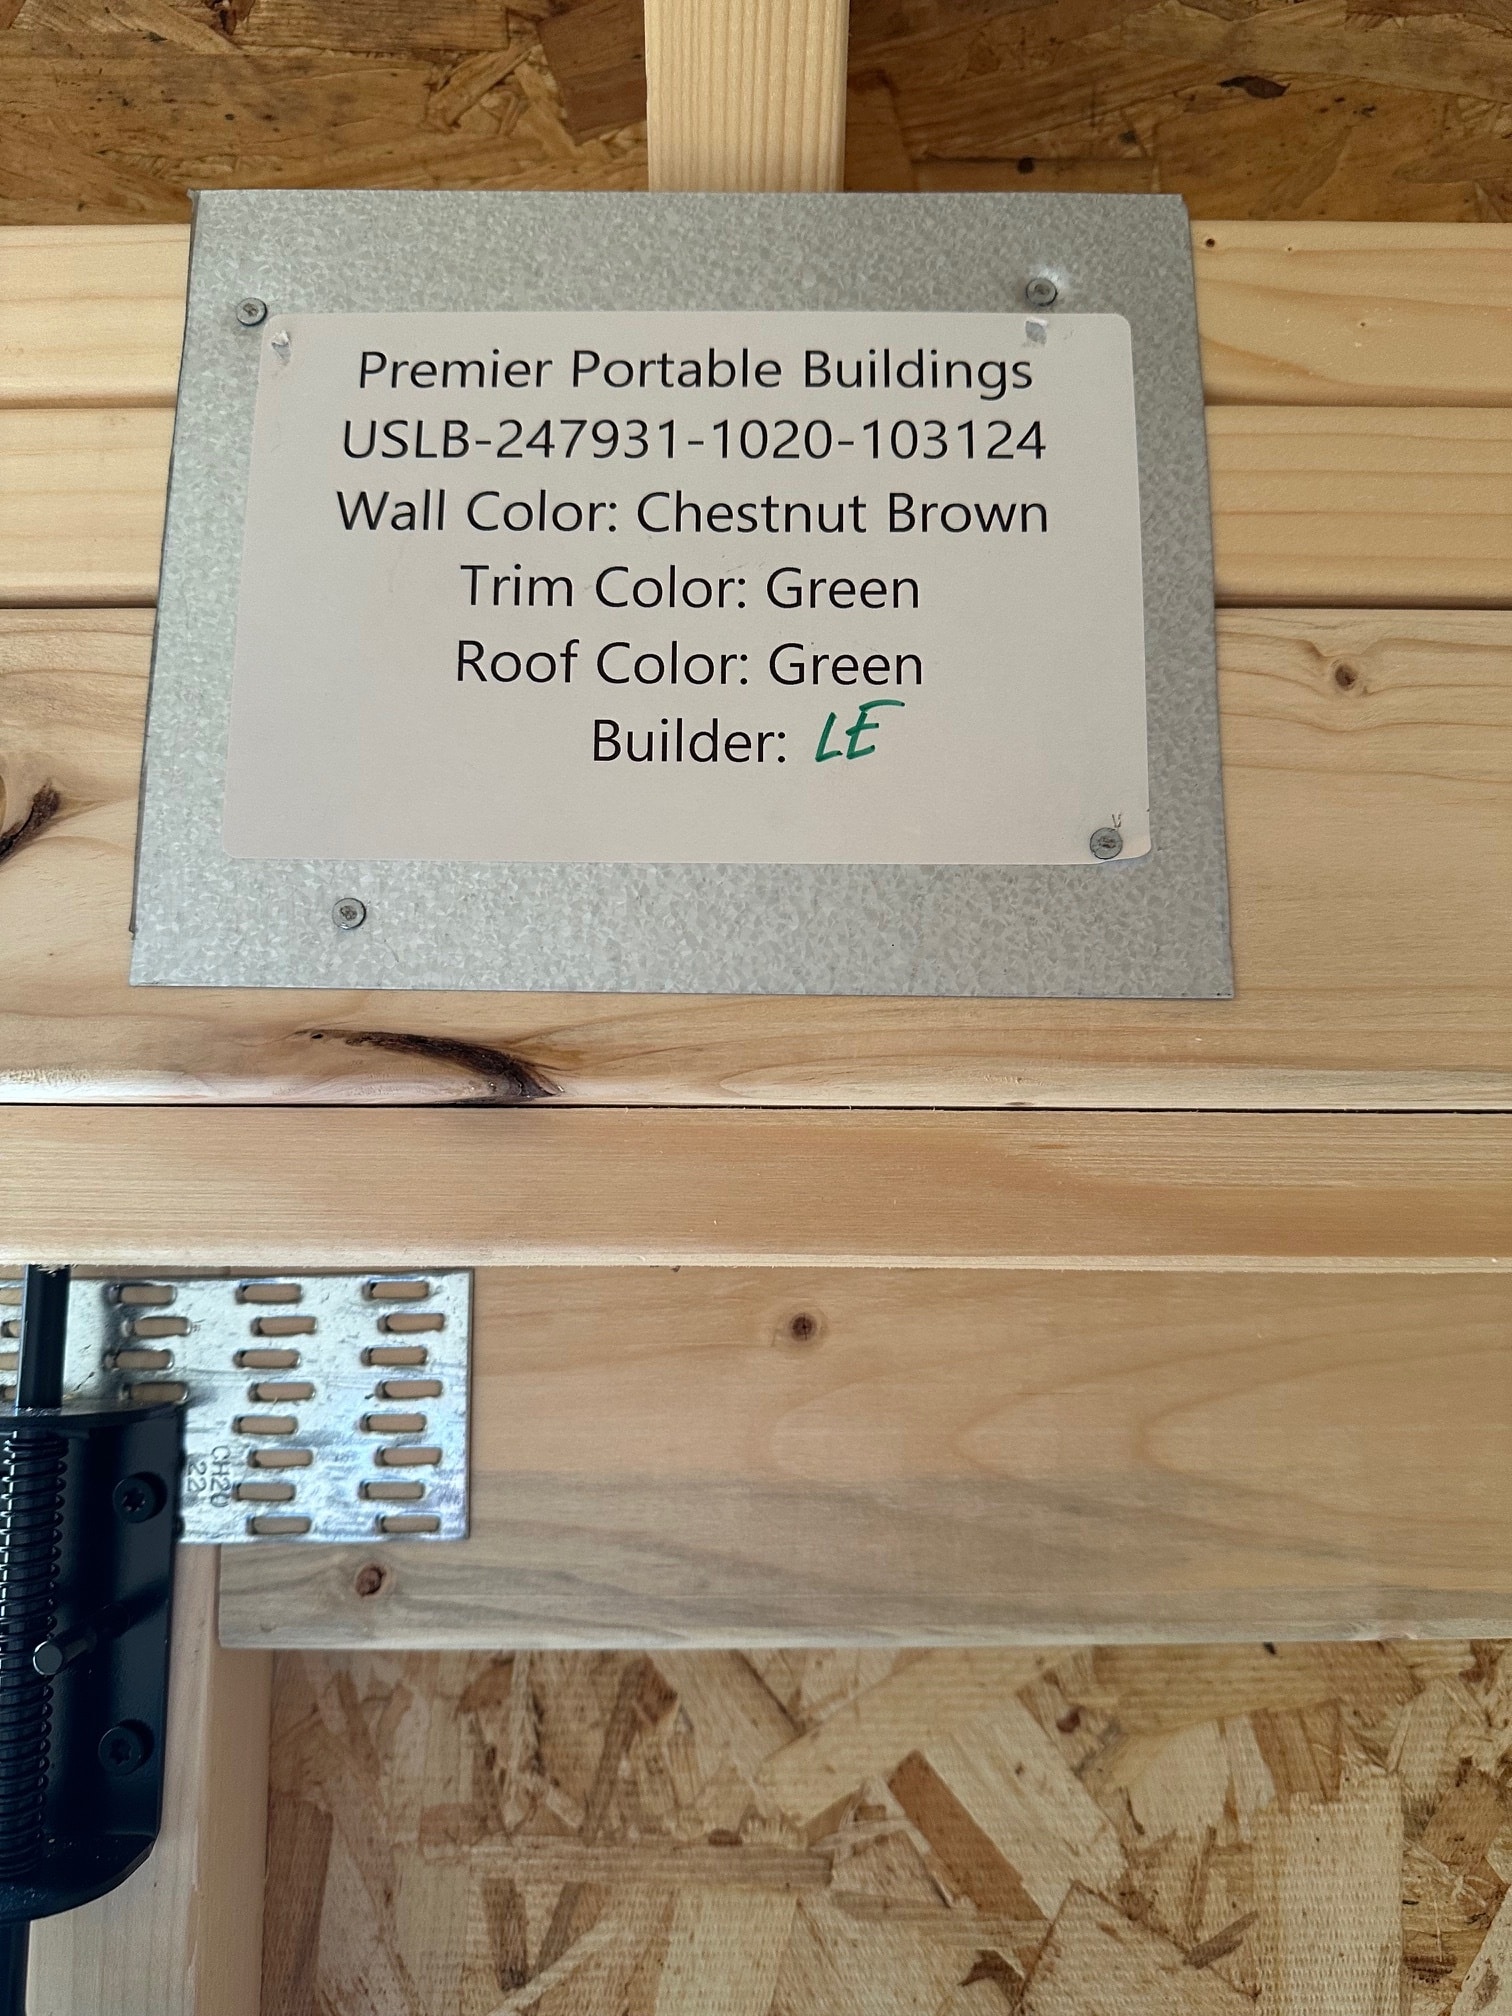 Premier Portable Buildings
USLB-247931-1020-103124
Wall Color: Chestnut Brown
Trim Color: Green
Roof Color: Green
Builder: LE
CH20
22